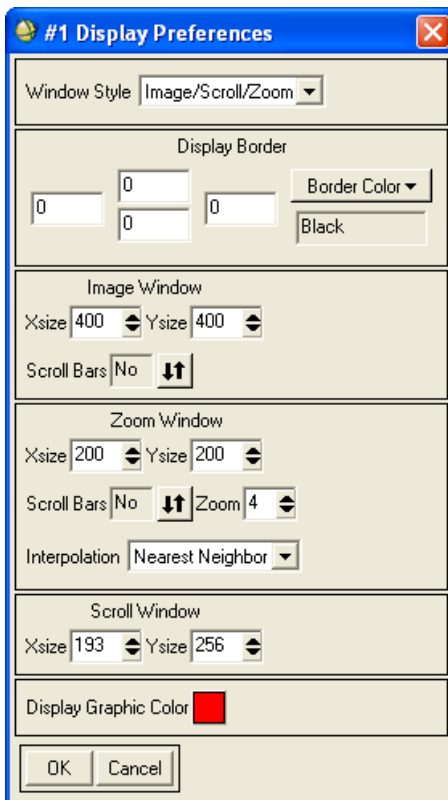 #1 Display Preferences
Window Style Image/Scroll/Zoom
Display Border
0
0 0 Border Color
0 Black
Image Window
Xsize 400 Ysize 400
Scroll Bars No
Zoom Window
Xsize 200 Ysize 200
Scroll Bars No Zoom 4
Interpolation Nearest Neighbor
Scroll Window
Xsize 193 Ysize 256
Display Graphic Color
OK Cancel